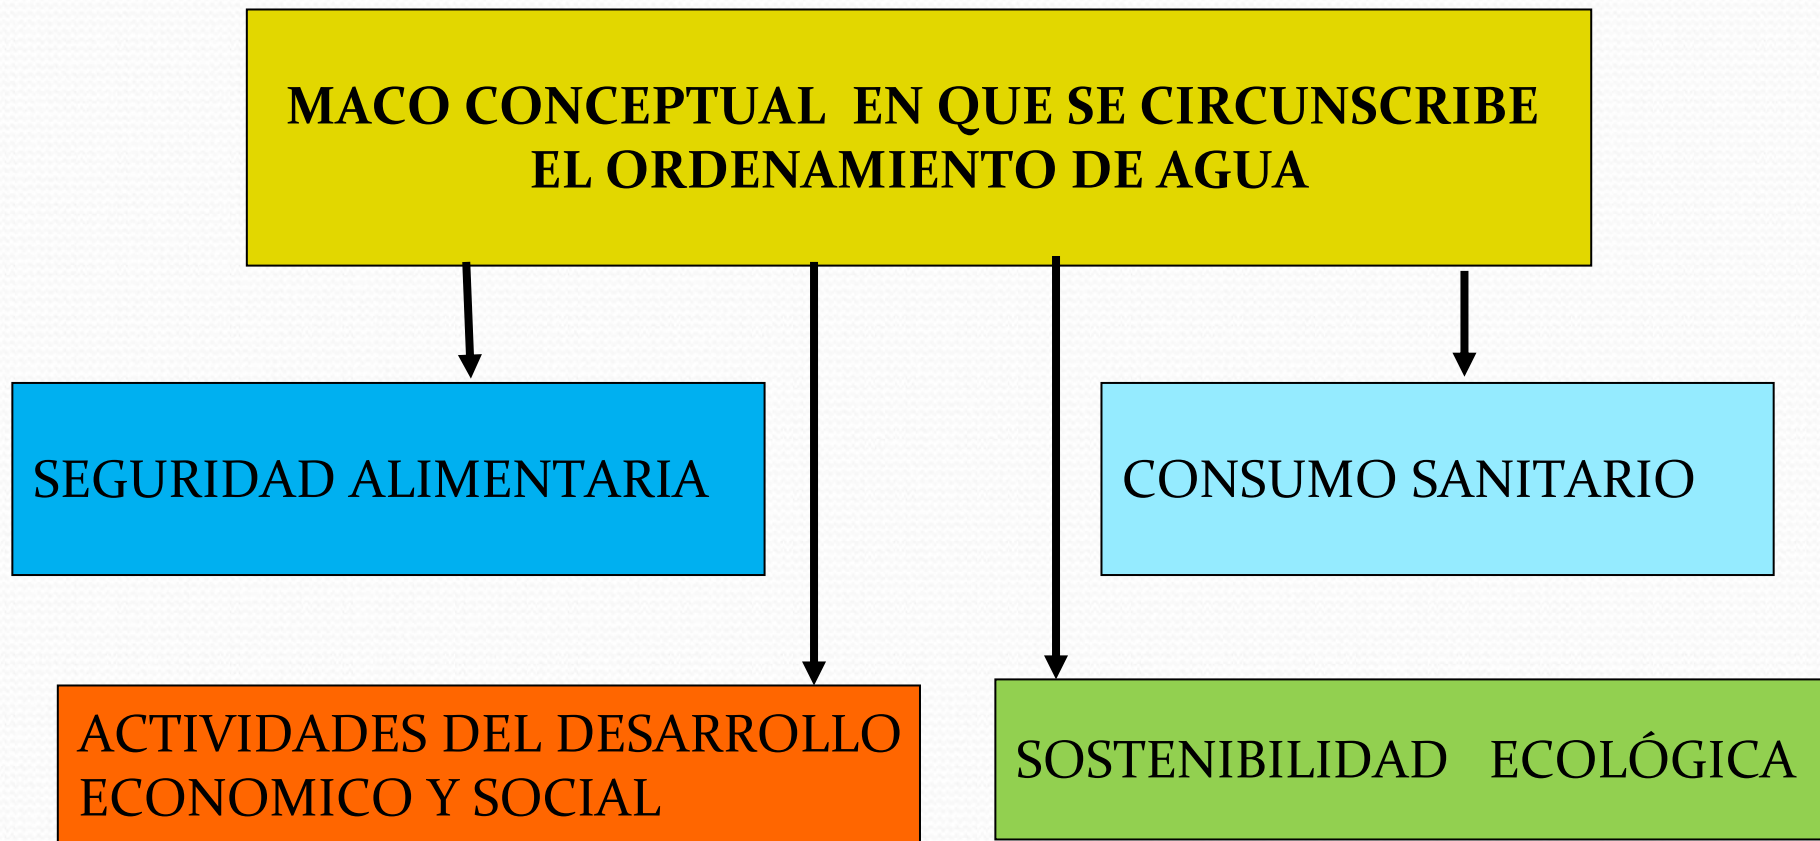 MACO CONCEPTUAL EN QUE SE CIRCUNSCRIBE
EL ORDENAMIENTO DE AGUA
SEGURIDAD ALIMENTARIA
CONSUMO SANITARIO
ACTIVIDADES DEL DESARROLLO
ECONOMICO Y SOCIAL
SOSTENIBILIDAD ECOLÓGICA